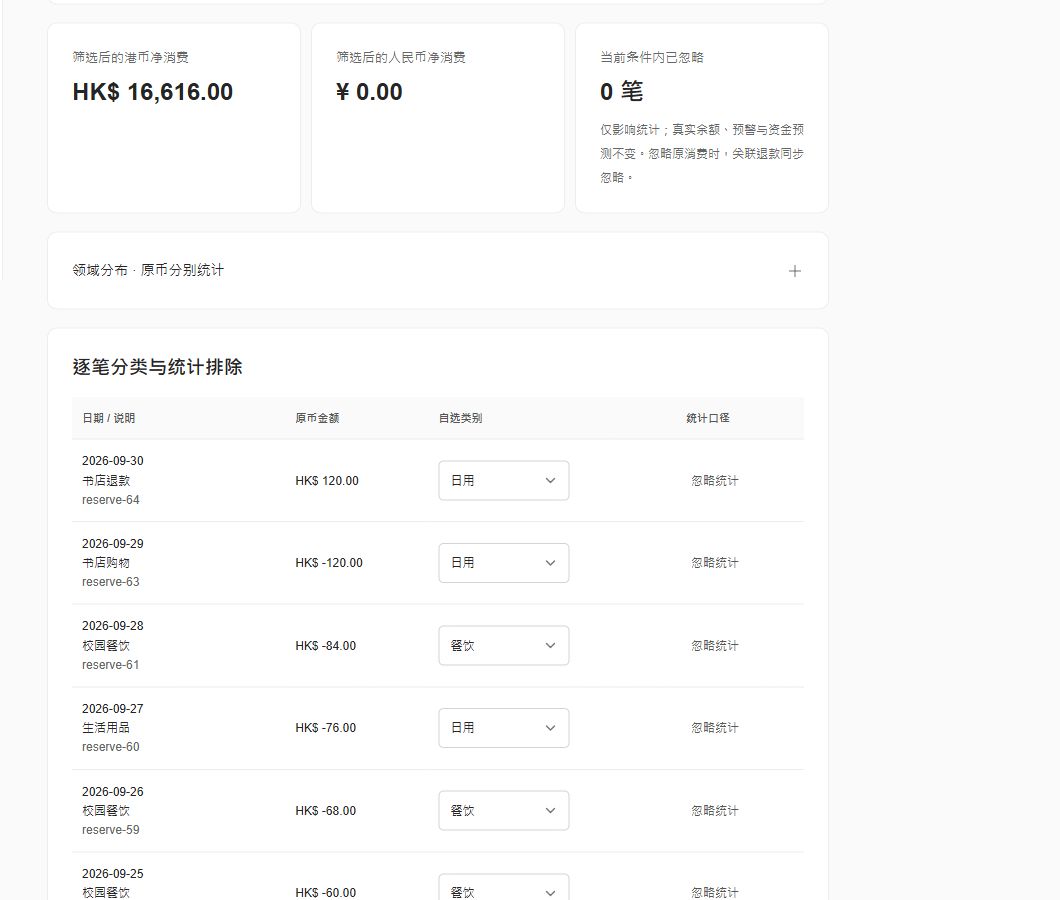 筛选后的港币净消费
HK$ 16,616.00
筛选后的人民币净消费
¥ 0.00
当前条件内已忽略
0 笔
仅影响统计；真实余额、预警与资金预
测不变。忽略原消费时，关联退款同步
忽略。
领域分布 · 原币分别统计
逐笔分类与统计排除
日期 / 说明 原币金额 自选类别 统计口径
2026-09-30
书店退款 HK$ 120.00 日用 忽略统计
reserve-64
2026-09-29
书店购物 HK$ -120.00 日用 忽略统计
reserve-63
2026-09-28
校园餐饮 HK$ -84.00 餐饮 忽略统计
reserve-61
2026-09-27
生活用品 HK$ -76.00 日用 忽略统计
reserve-60
2026-09-26
校园餐饮 HK$ -68.00 餐饮 忽略统计
reserve-59
2026-09-25
校园餐饮 HK$ -60.00 餐饮 忽略统计